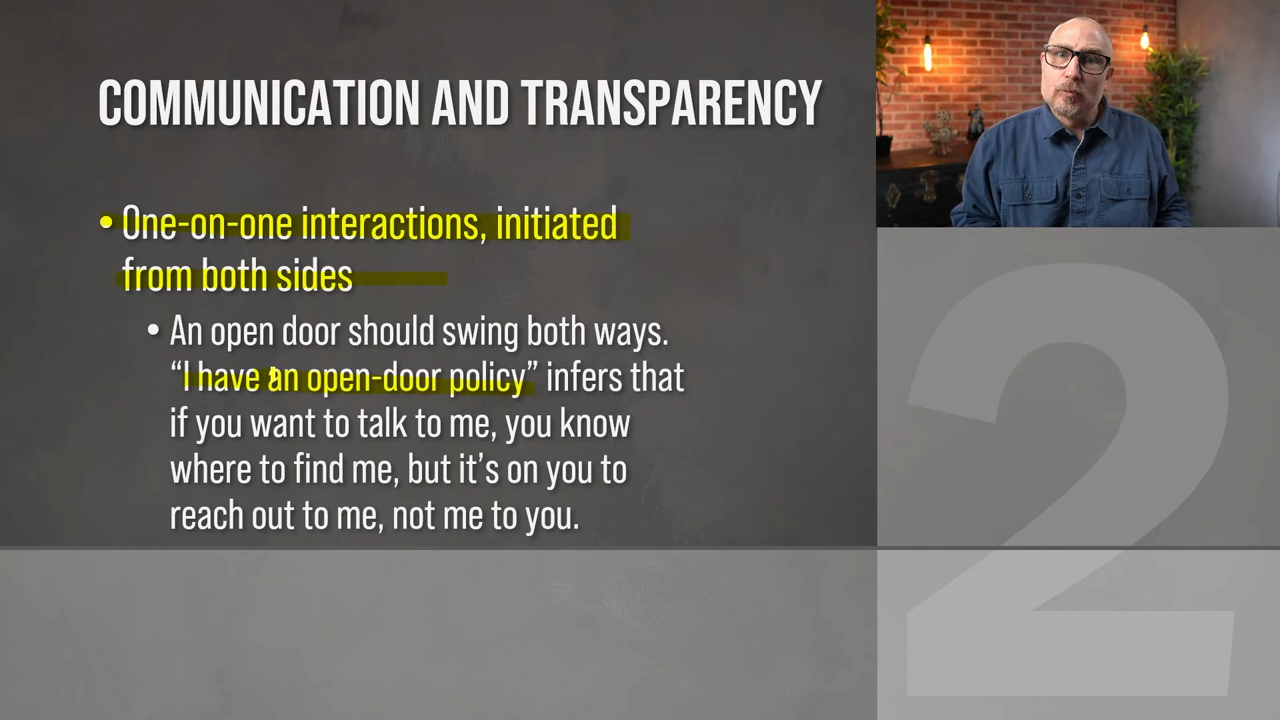 COMMUNICATION AND TRANSPARENCY
• One-on-one interactions, initiated
from both sides
• An open door should swing both ways.
“I have an open-door policy” infers that
if you want to talk to me, you know
where to find me, but it’s on you to
reach out to me, not me to you.
2